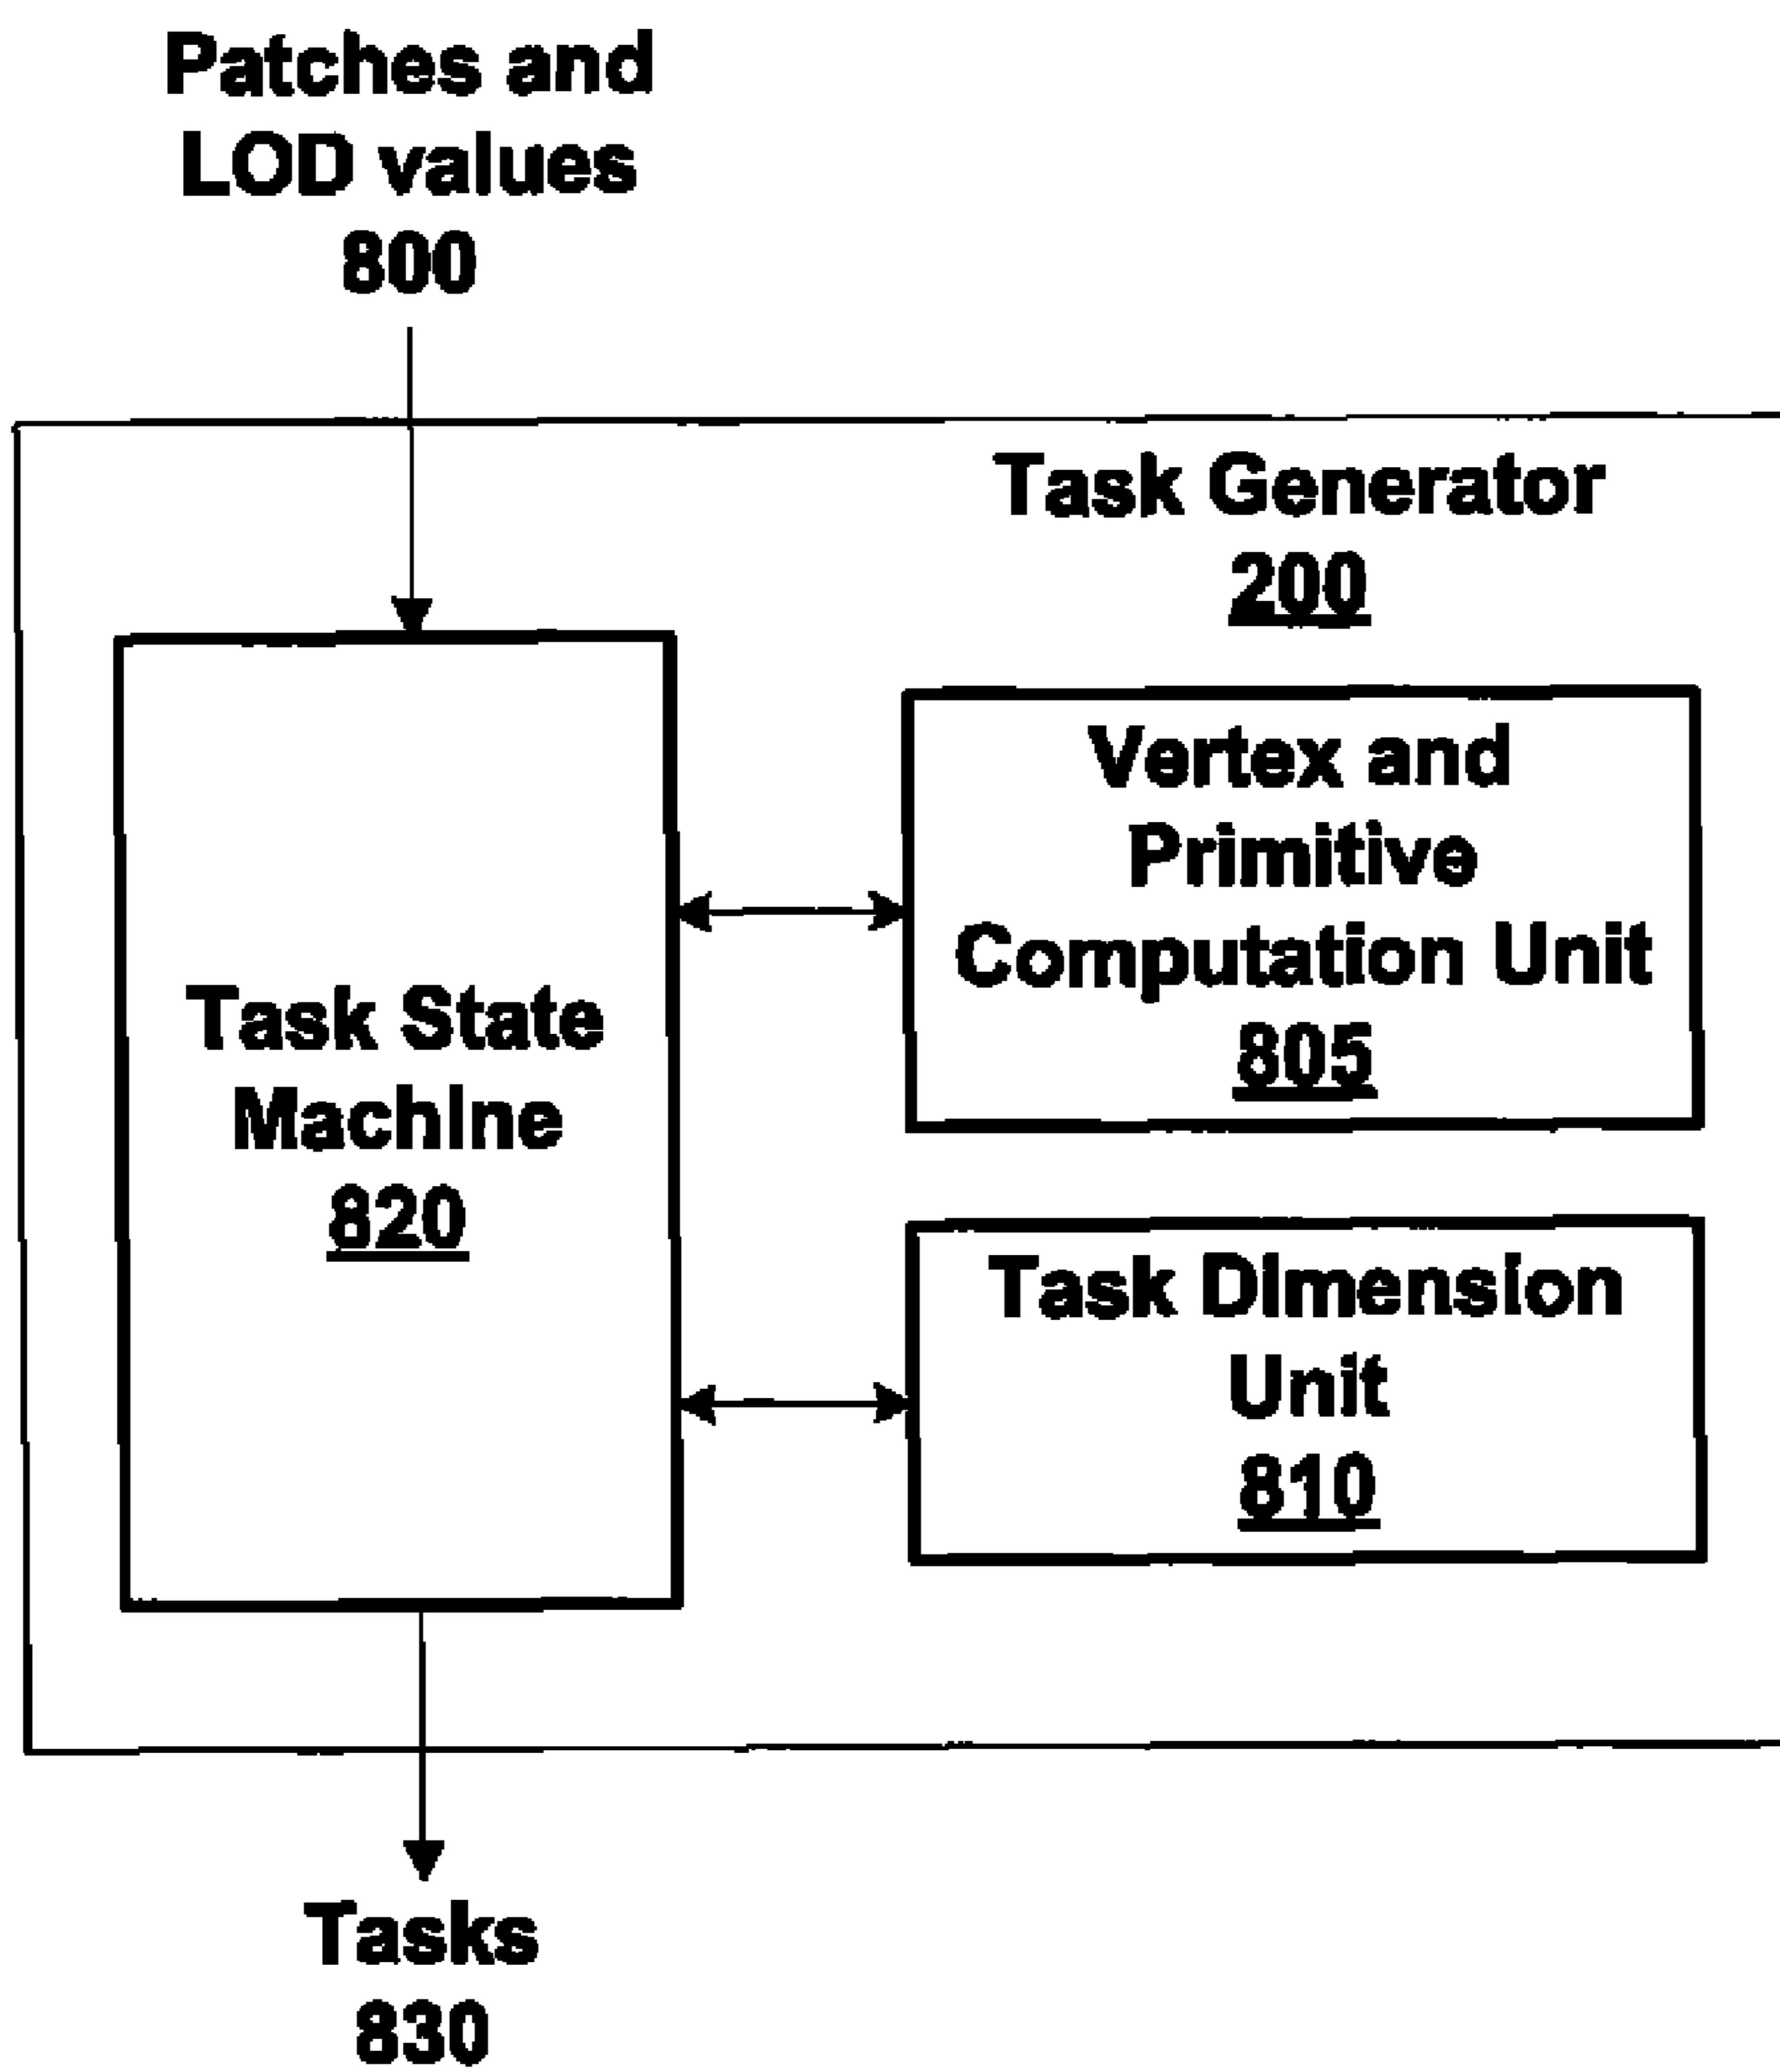 Patches and
LOD values
800
Task Generator
200
Vertex and
Primitive
Computation Unit
805
Task State
Machine
820
Task Dimension
Unit
810
Tasks
830